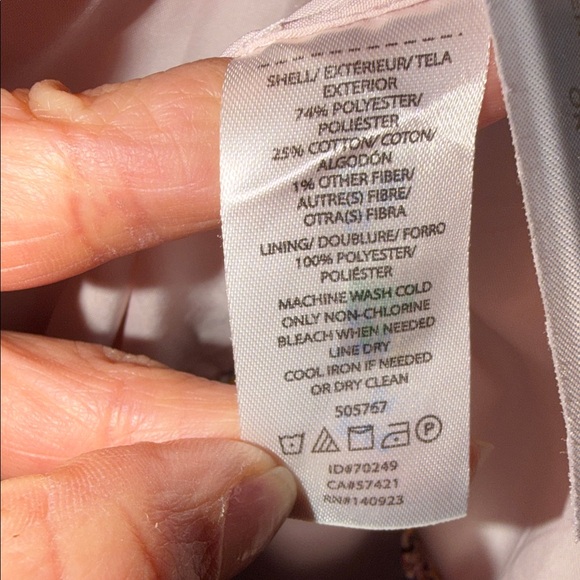 SHELL/ EXTÉRIEUR/ TELA
EXTERIOR
74% POLYESTER/
POLIÉSTER
25% COTTON/ COTON/
ALGODÓN
1% OTHER FIBER/
AUTRE(S) FIBRE/
OTRA(S) FIBRA
LINING/ DOUBLURE/ FORRO
100% POLYESTER/
POLIÉSTER
MACHINE WASH COLD
ONLY NON-CHLORINE
BLEACH WHEN NEEDED
LINE DRY
COOL IRON IF NEEDED
OR DRY CLEAN
505767
P
ID#70249
CA#57421
RN#140923